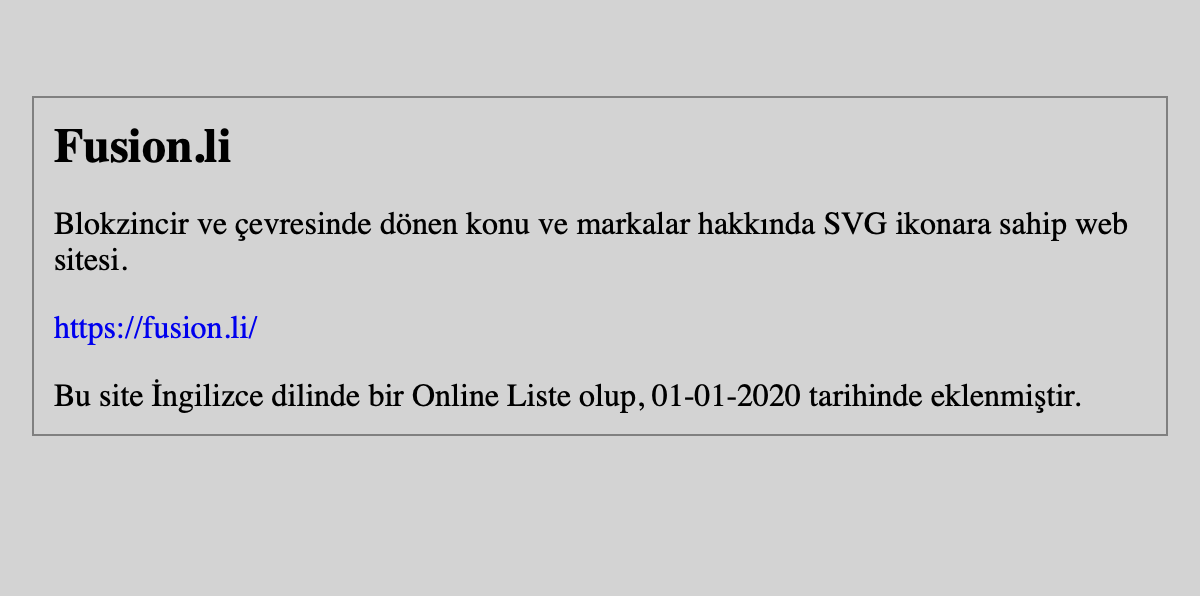 Fusion.li
Blokzincir ve çevresinde dönen konu ve markalar hakkında SVG ikonara sahip web
sitesi.
https://fusion.li/
Bu site İngilizce dilinde bir Online Liste olup, 01-01-2020 tarihinde eklenmiştir.